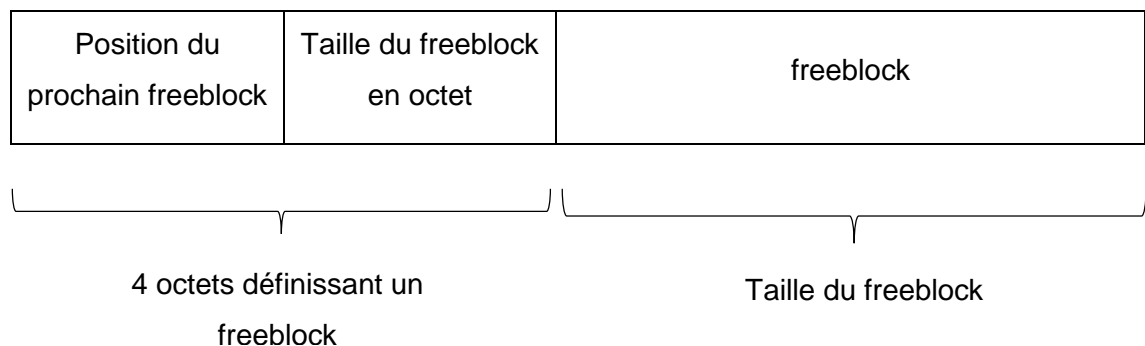 Position du
prochain freeblock
Taille du freeblock
en octet
freeblock
4 octets définissant un
freeblock
Taille du freeblock